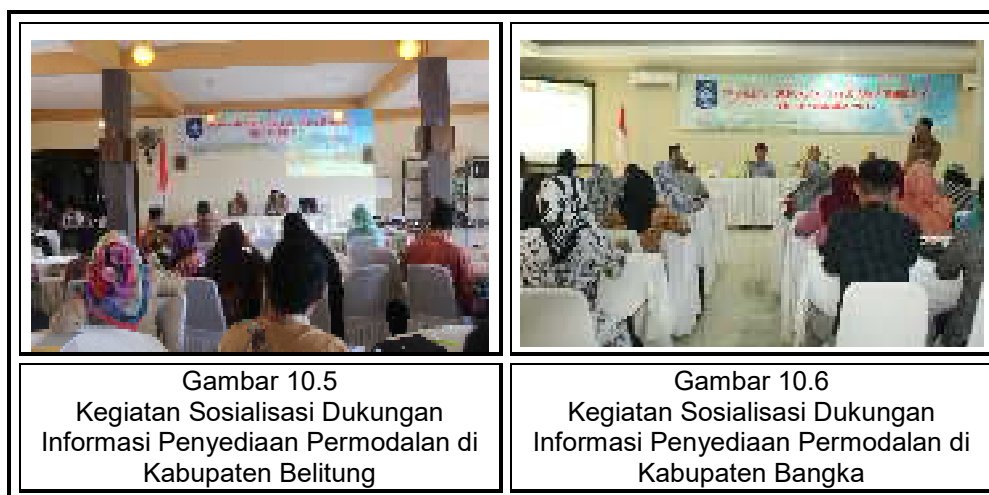 Gambar 10.5
Kegiatan Sosialisasi Dukungan
Informasi Penyediaan Permodalan di
Kabupaten Belitung
Gambar 10.6
Kegiatan Sosialisasi Dukungan
Informasi Penyediaan Permodalan di
Kabupaten Bangka